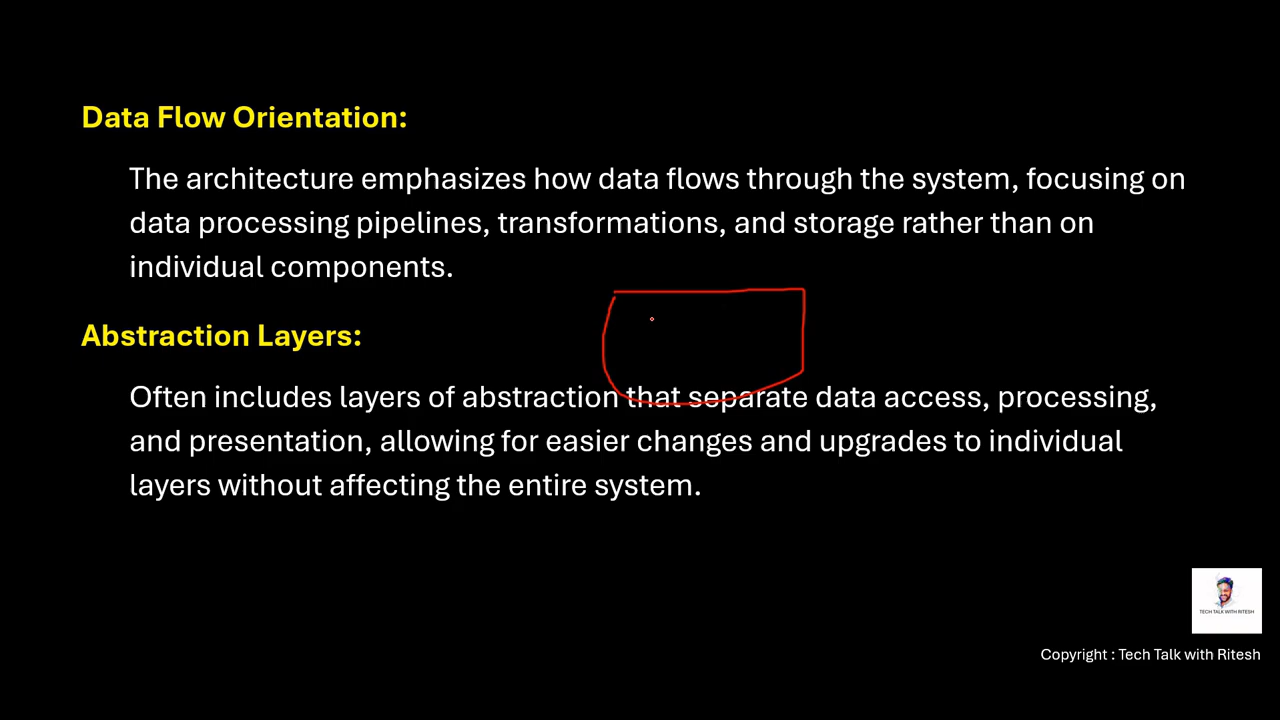 Data Flow Orientation:
The architecture emphasizes how data flows through the system, focusing on
data processing pipelines, transformations, and storage rather than on
individual components.
Abstraction Layers:
Often includes layers of abstraction that separate data access, processing,
and presentation, allowing for easier changes and upgrades to individual
layers without affecting the entire system.
TECH TALK WITH RITESH
Copyright : Tech Talk with Ritesh